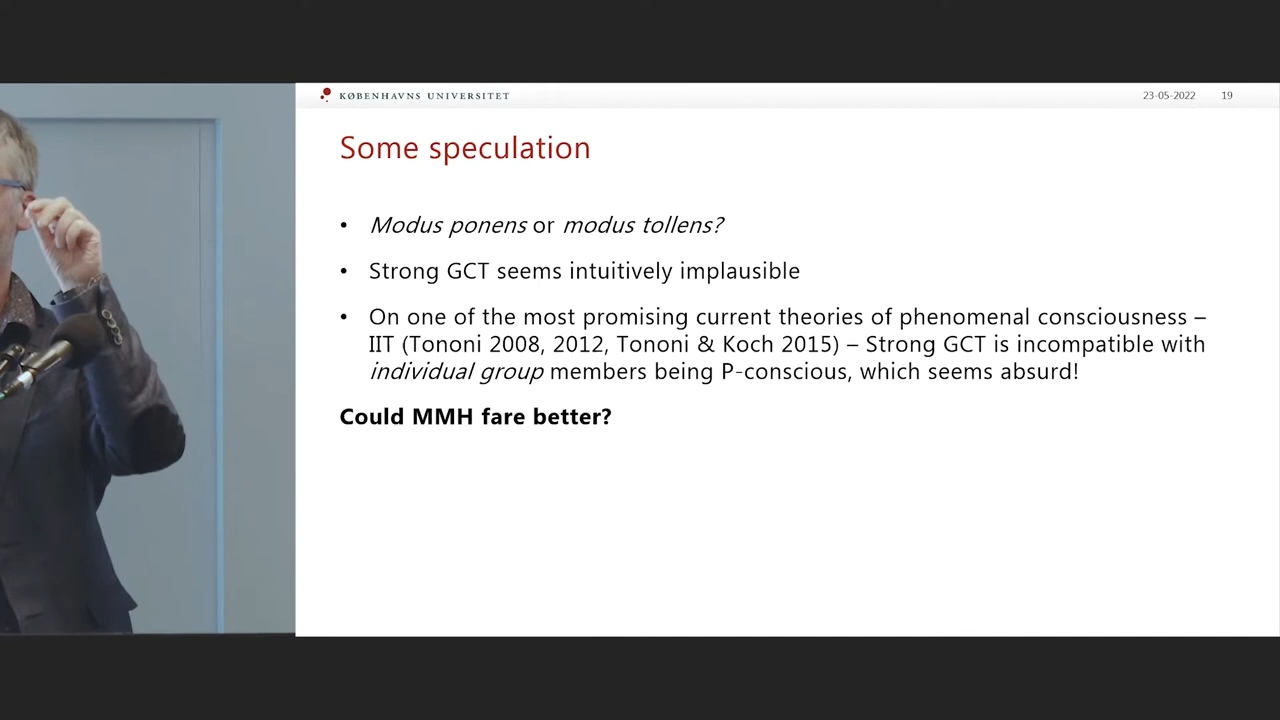 KØBENHAVNS UNIVERSITET
23-05-2022 19
Some speculation
• Modus ponens or modus tollens?
• Strong GCT seems intuitively implausible
• On one of the most promising current theories of phenomenal consciousness –
IIT (Tononi 2008, 2012, Tononi & Koch 2015) – Strong GCT is incompatible with
individual group members being P-conscious, which seems absurd!
Could MMH fare better?